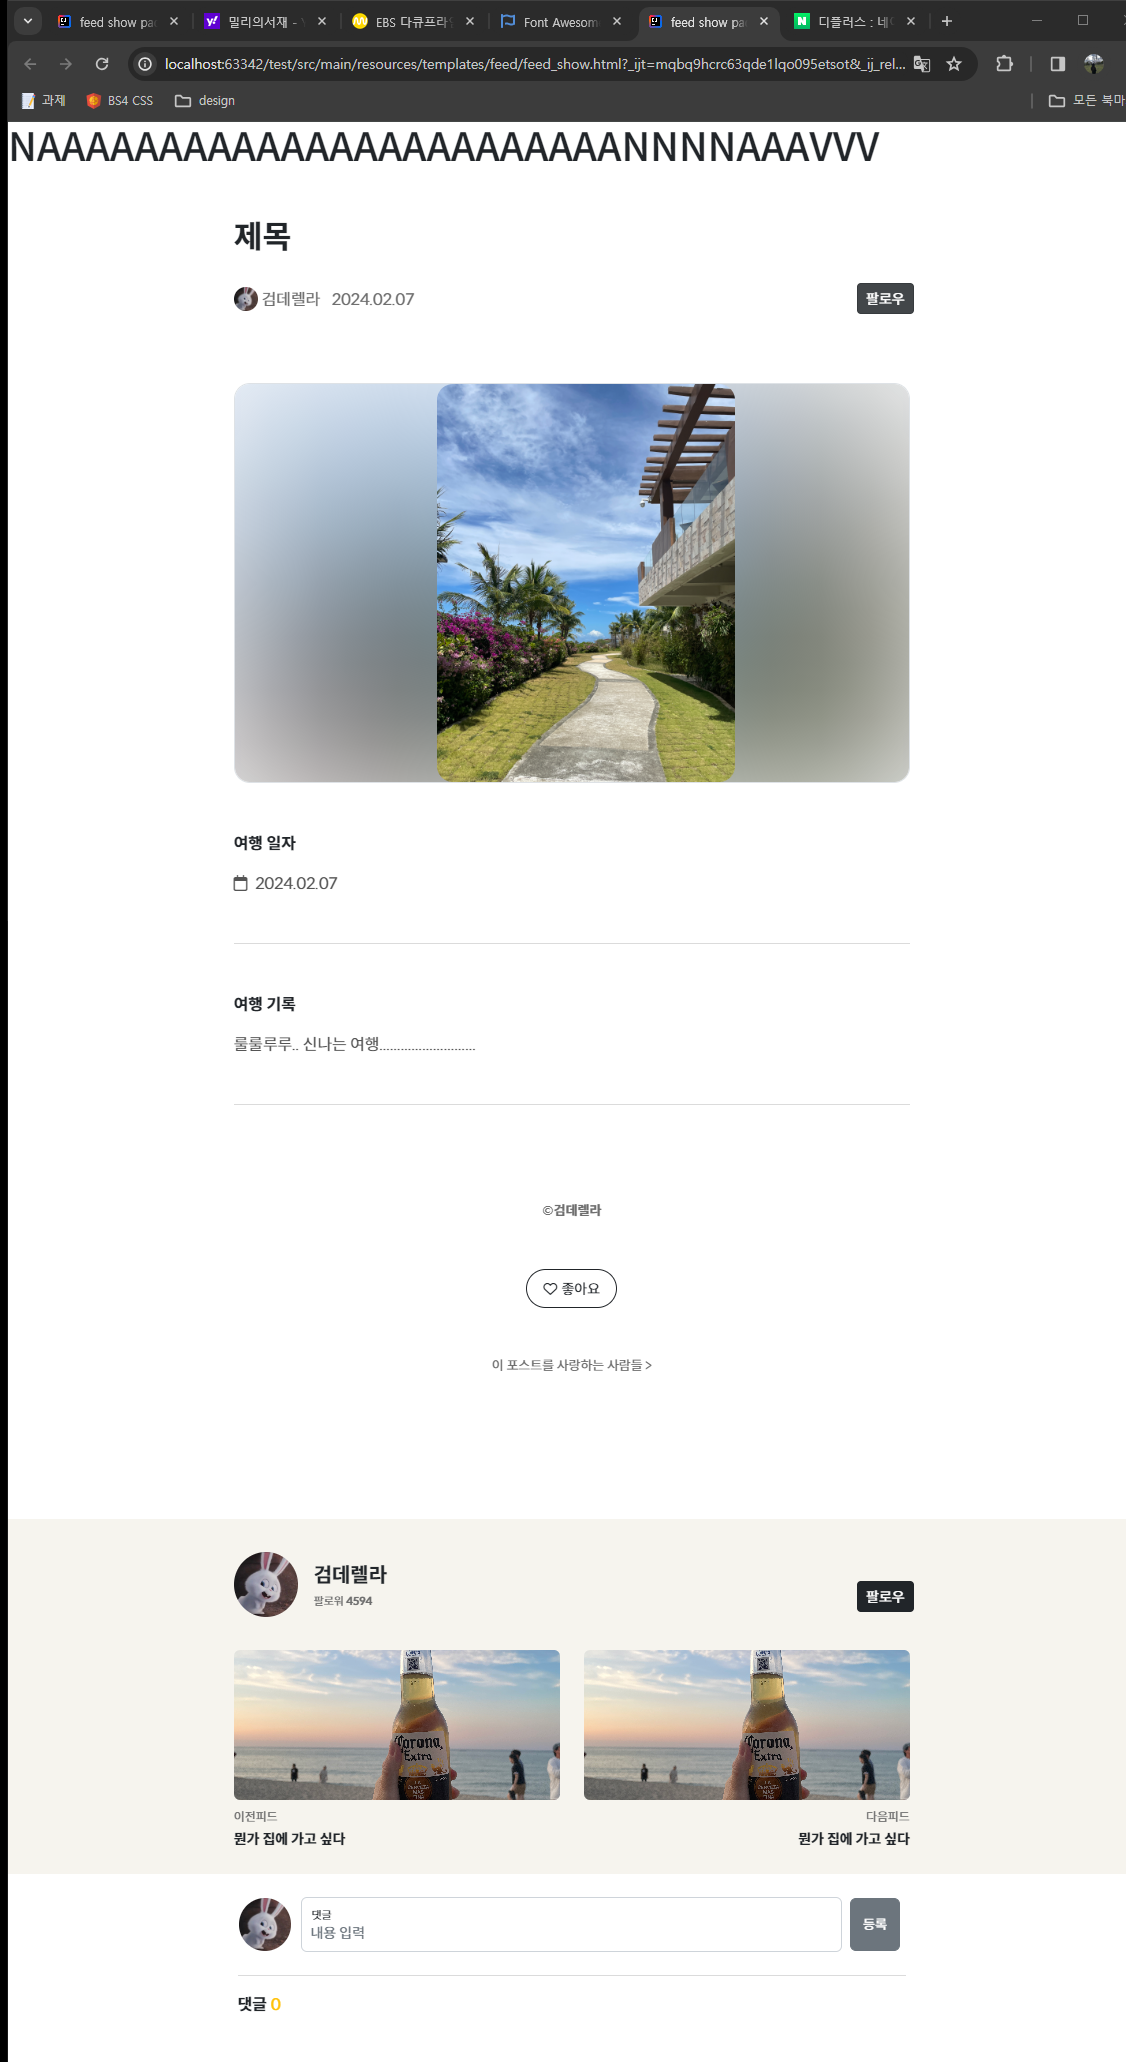 feed show pa
밀리의서재 -
EBS 다큐프라임
Font Awesom
feed show pa
디플러스 : 네이
localhost:63342/test/src/main/resources/templates/feed/feed_show.html?_ijt=mqbq9hcrc63qde1lqo095etsot&_ij_rel...
과제
BS4 CSS
design
모든 북마
NAAAAAAAAAAAAAAAAAAAAAAAANNNNAAAVVV
제목
검데렐라 2024.02.07
팔로우
여행 일자
2024.02.07
여행 기록
룰룰루루.. 신나는 여행...........................
©검데렐라
좋아요
이 포스트를 사랑하는 사람들 >
검데렐라
팔로워 4594
팔로우
Corona
Extra
Corona
Extra
이전피드
뭔가 집에 가고 싶다
다음피드
뭔가 집에 가고 싶다
댓글
내용 입력
등록
댓글 0